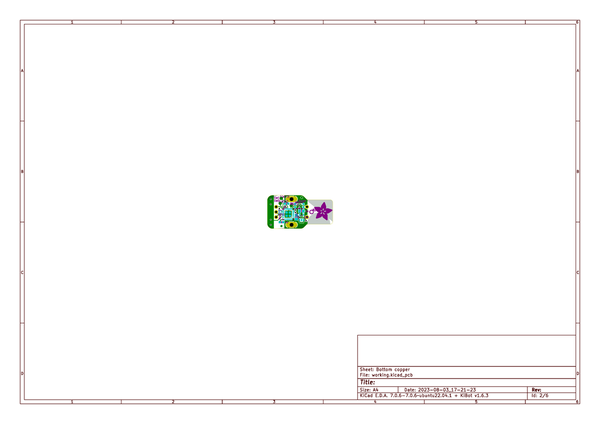 1 2 3 4 5 6
A A
B B
C C
D D
Sheet: Bottom copper
File: working.kicad_pcb
Title:
Size: A4 Date: 2023-08-03_17-21-23 Rev:
KiCad E.D.A. 7.0.6-7.0.6~ubuntu22.04.1 + KiBot v1.6.3 Id: 2/6
1 2 3 4 5 6